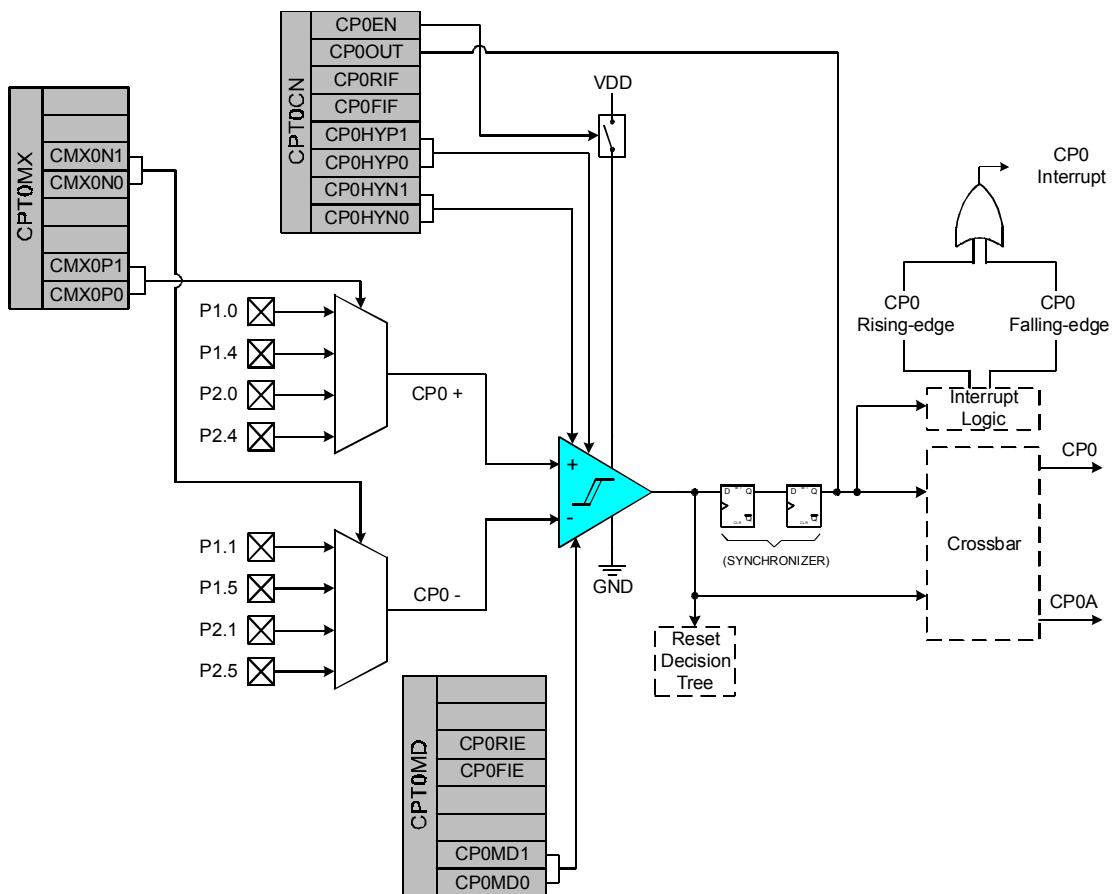 CPT0CN
CP0EN
CP0OUT
CP0RIF
CP0FIF
CP0HYP1
CP0HYP0
CP0HYN1
CP0HYN0
VDD
CPT0MX
CMX0N1
CMX0N0
CMX0P1
CMX0P0
CP0
Interrupt
CP0
Rising-edge
CP0
Falling-edge
P1.0
P1.4
P2.0
P2.4
CP0 +
Interrupt
Logic
+
-
D
Q
D
Q
CLR
CLR
(SYNCHRONIZER)
CP0
Crossbar
CP0A
GND
P1.1
P1.5
P2.1
P2.5
CP0 -
Reset
Decision
Tree
CPT0MD
CP0RIE
CP0FIE
CP0MD1
CP0MD0